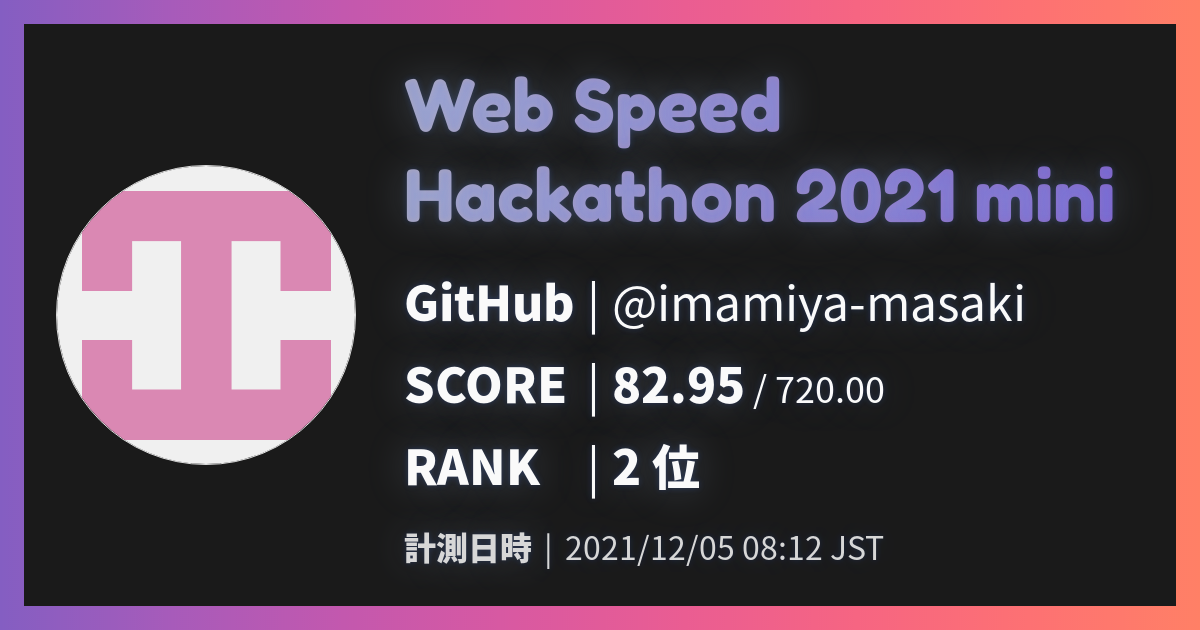 Web Speed
Hackathon 2021 mini
GitHub | @imamiya-masaki
SCORE | 82.95 / 720.00
RANK | 2 位
計測日時 | 2021/12/05 08:12 JST